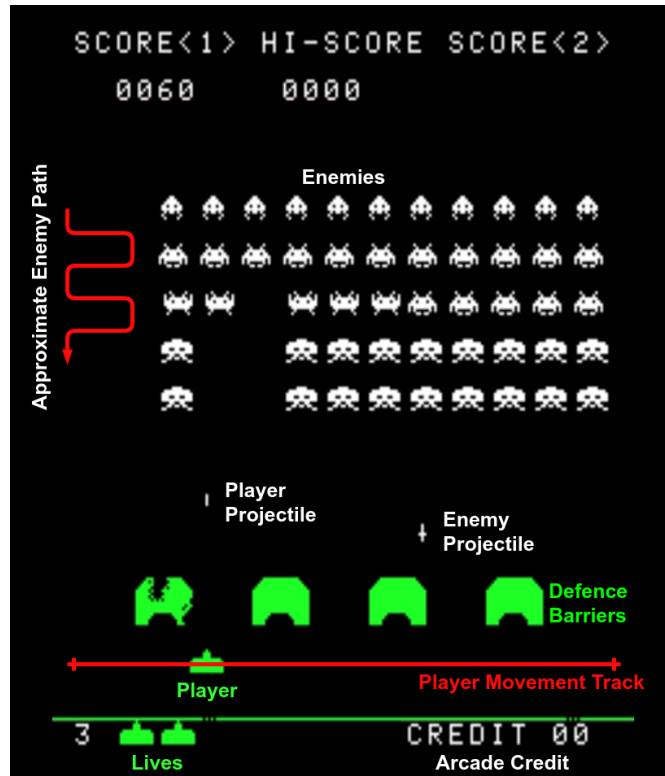 SCORE<1> HI-SCORE SCORE<2>
0060 0000
Enemies
Approximate Enemy Path
Player
Projectile
Enemy
Projectile
Defence
Barriers
Player Movement Track
Player
3 CREDIT 00
Lives
Arcade Credit